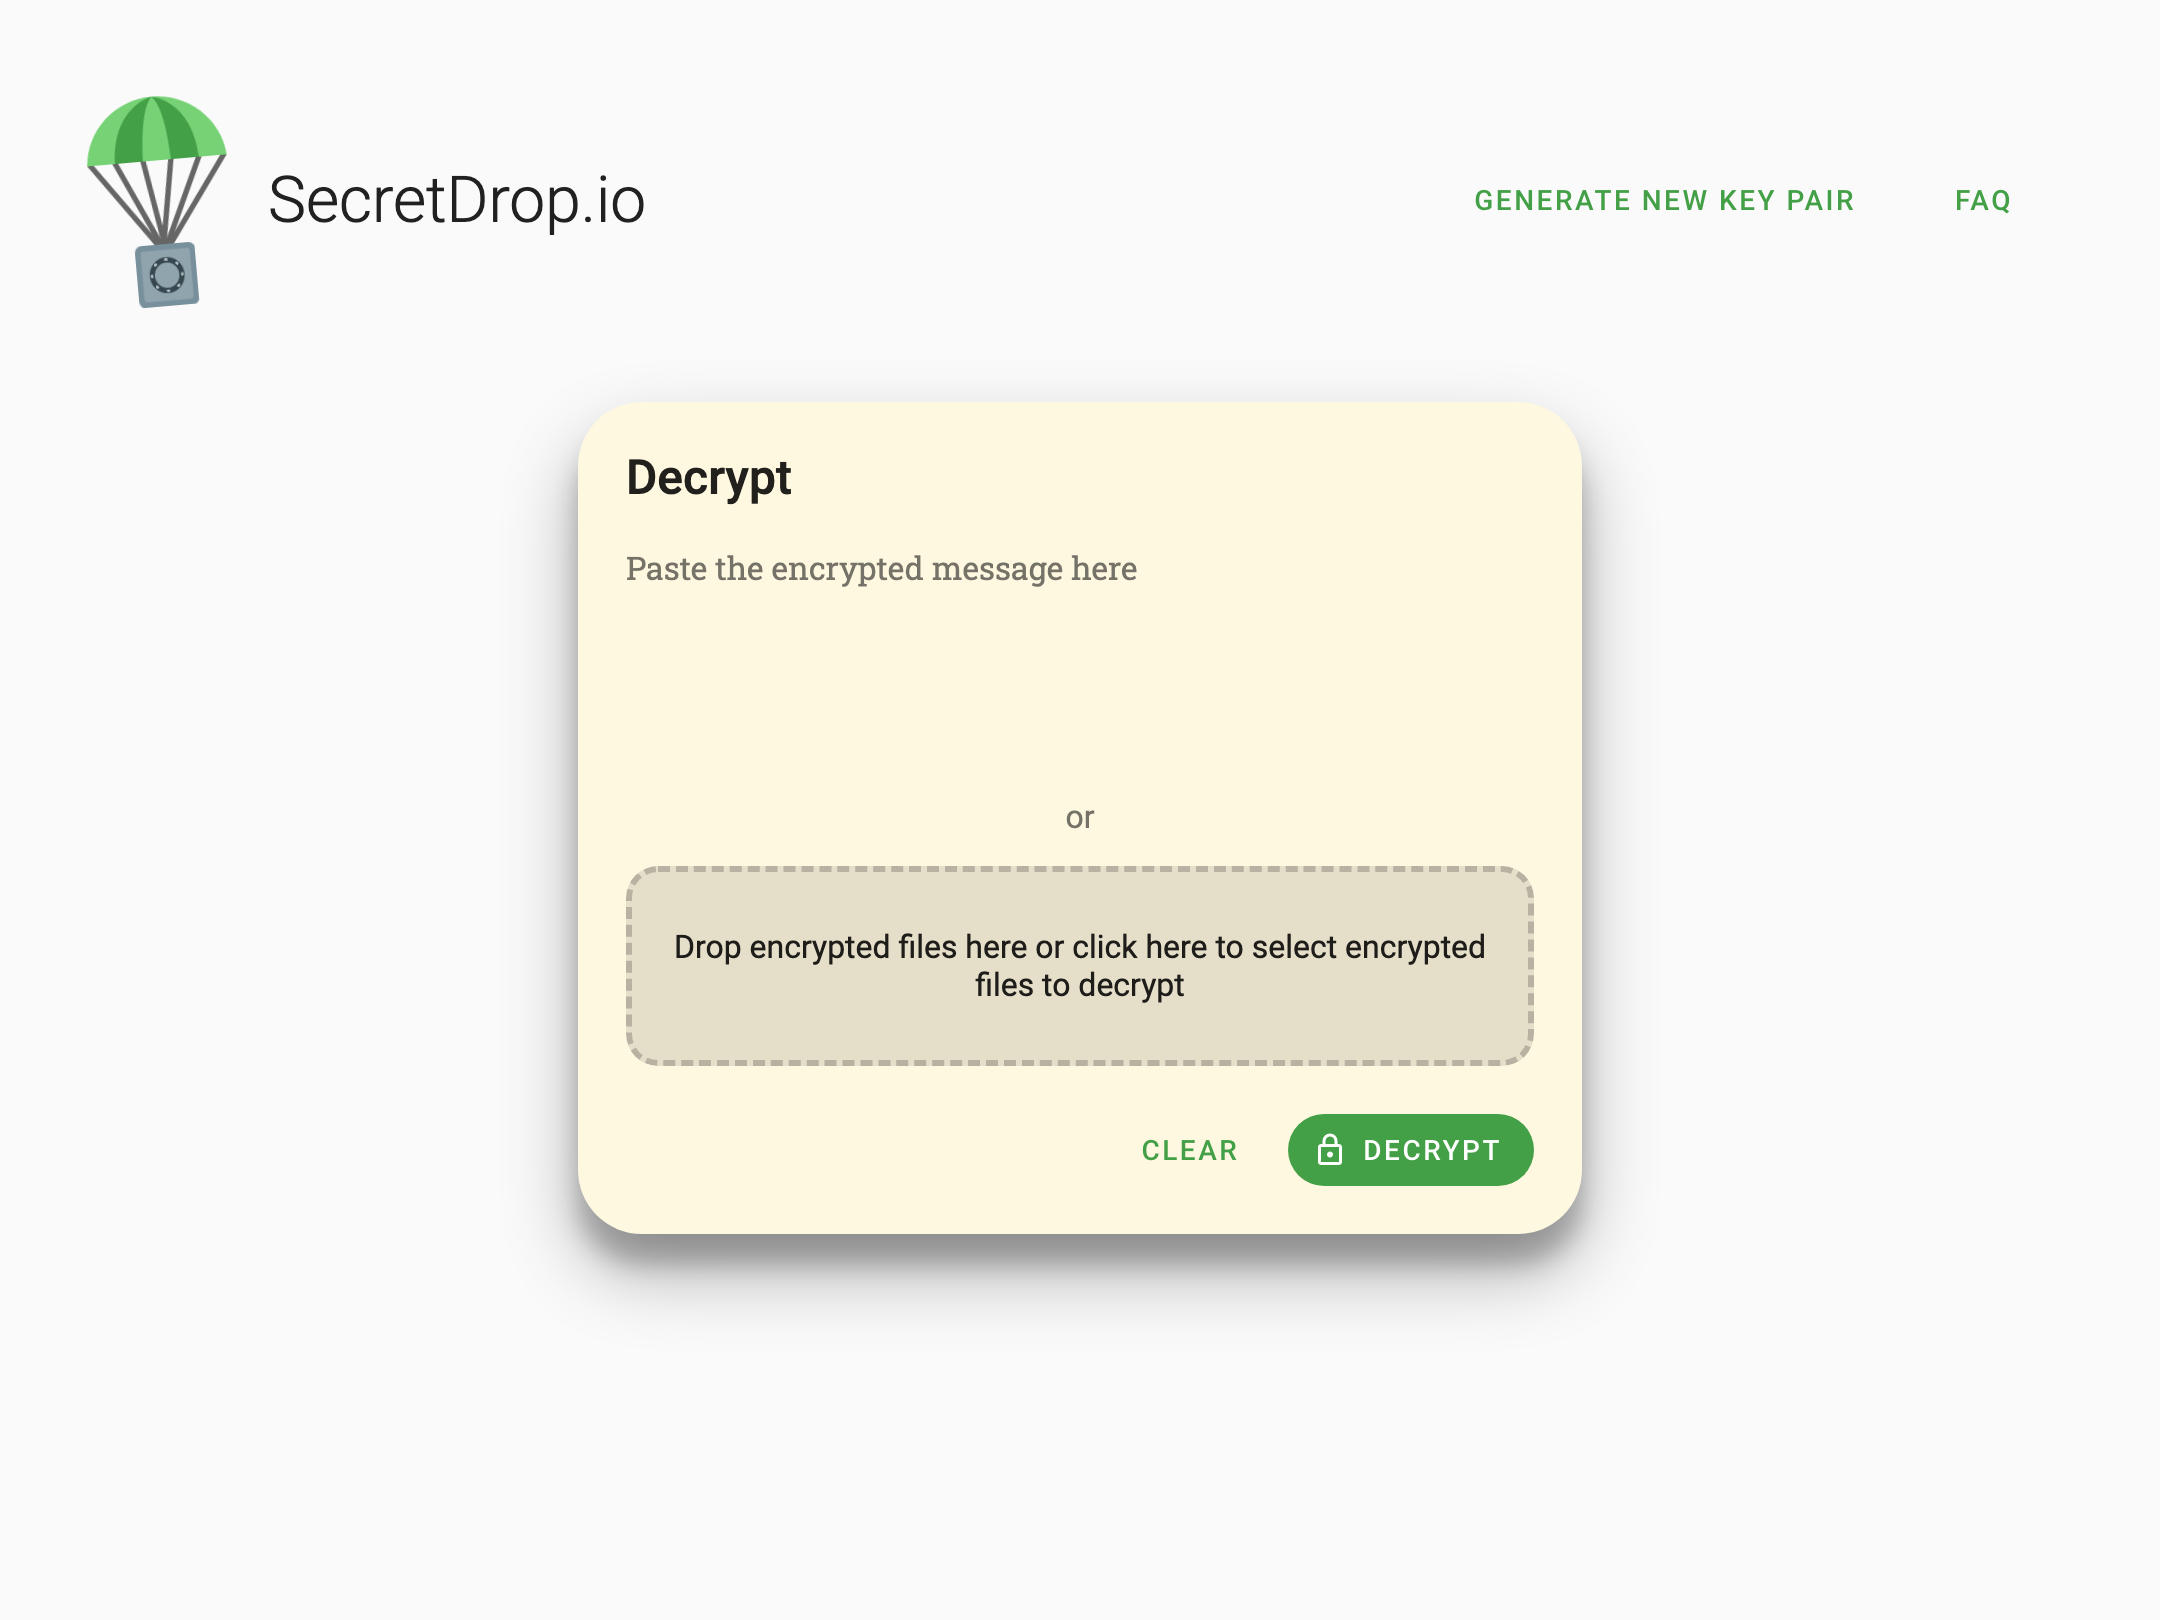 SecretDrop.io
GENERATE NEW KEY PAIR
FAQ
Decrypt
Paste the encrypted message here
or
Drop encrypted files here or click here to select encrypted
files to decrypt
CLEAR
DECRYPT